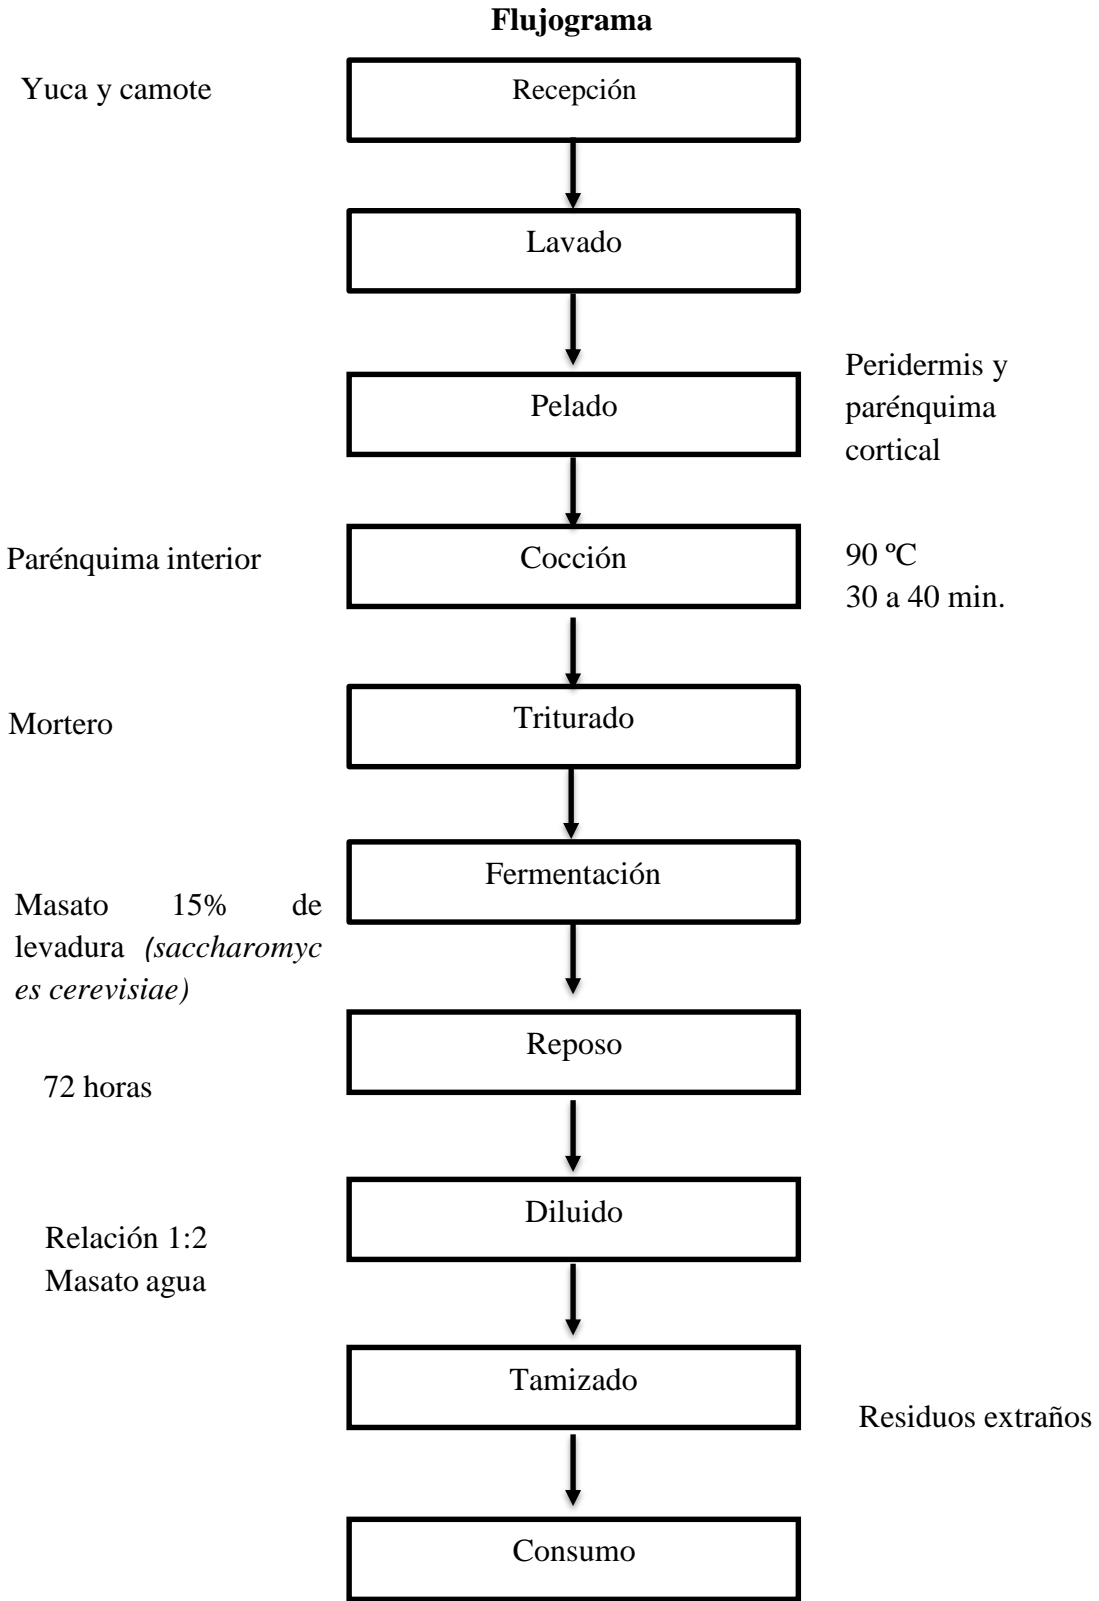 Flujograma
Yuca y camote
Recepción
Lavado
Pelado
Peridermis y
parénquima
cortical
Parénquima interior
Cocción
90 ºC
30 a 40 min.
Mortero
Triturado
Fermentación
Masato 15% de
levadura (saccharomyc
es cerevisiae)
Reposo
72 horas
Diluido
Relación 1:2
Masato agua
Tamizado
Residuos extraños
Consumo